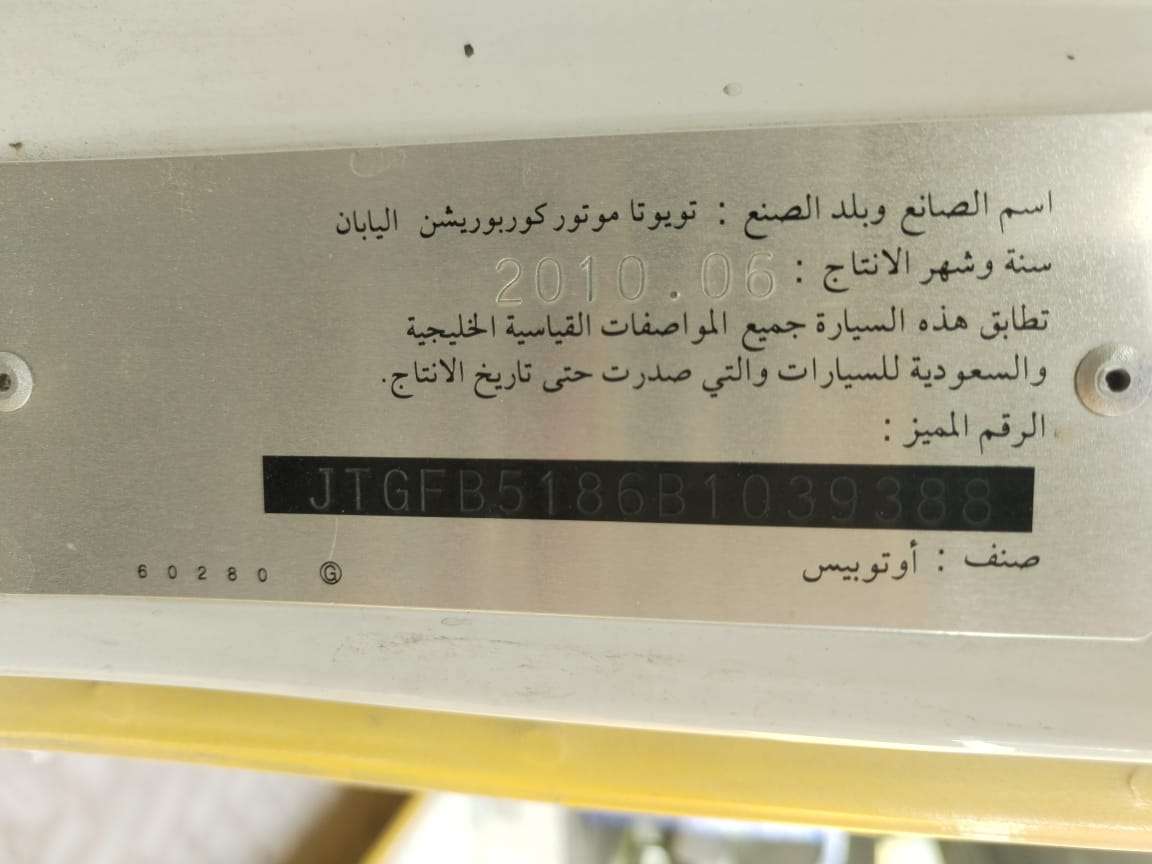 اسم الصانع وبلد الصنع : تويوتا موتور كوربوريشن اليابان
سنة وشهر الانتاج : 2010.06
تطابق هذه السيارة جميع المواصفات القياسية الخليجية
والسعودية للسيارات والتي صدرت حتى تاريخ الانتاج.
الرقم المميز :
JTGFB5186B1039388
صنف : أوتوبيس
60280 Ⓖ